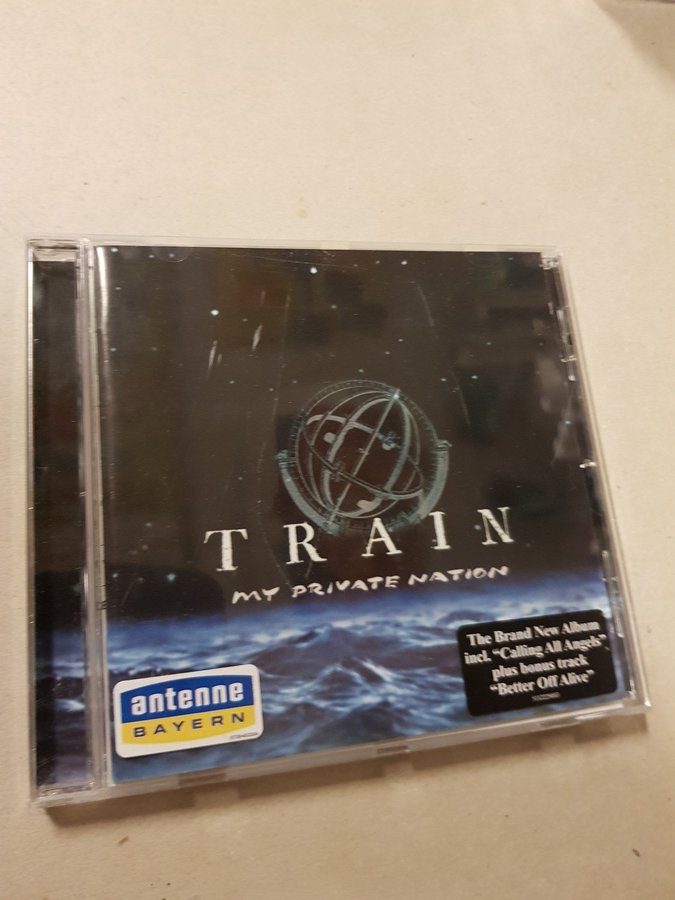 TRAIN
MY PRIVATE NATION
The Brand New Album
incl. "Calling All Angels"
plus bonus track
"Better Off Alive"
antenne
BAYERN